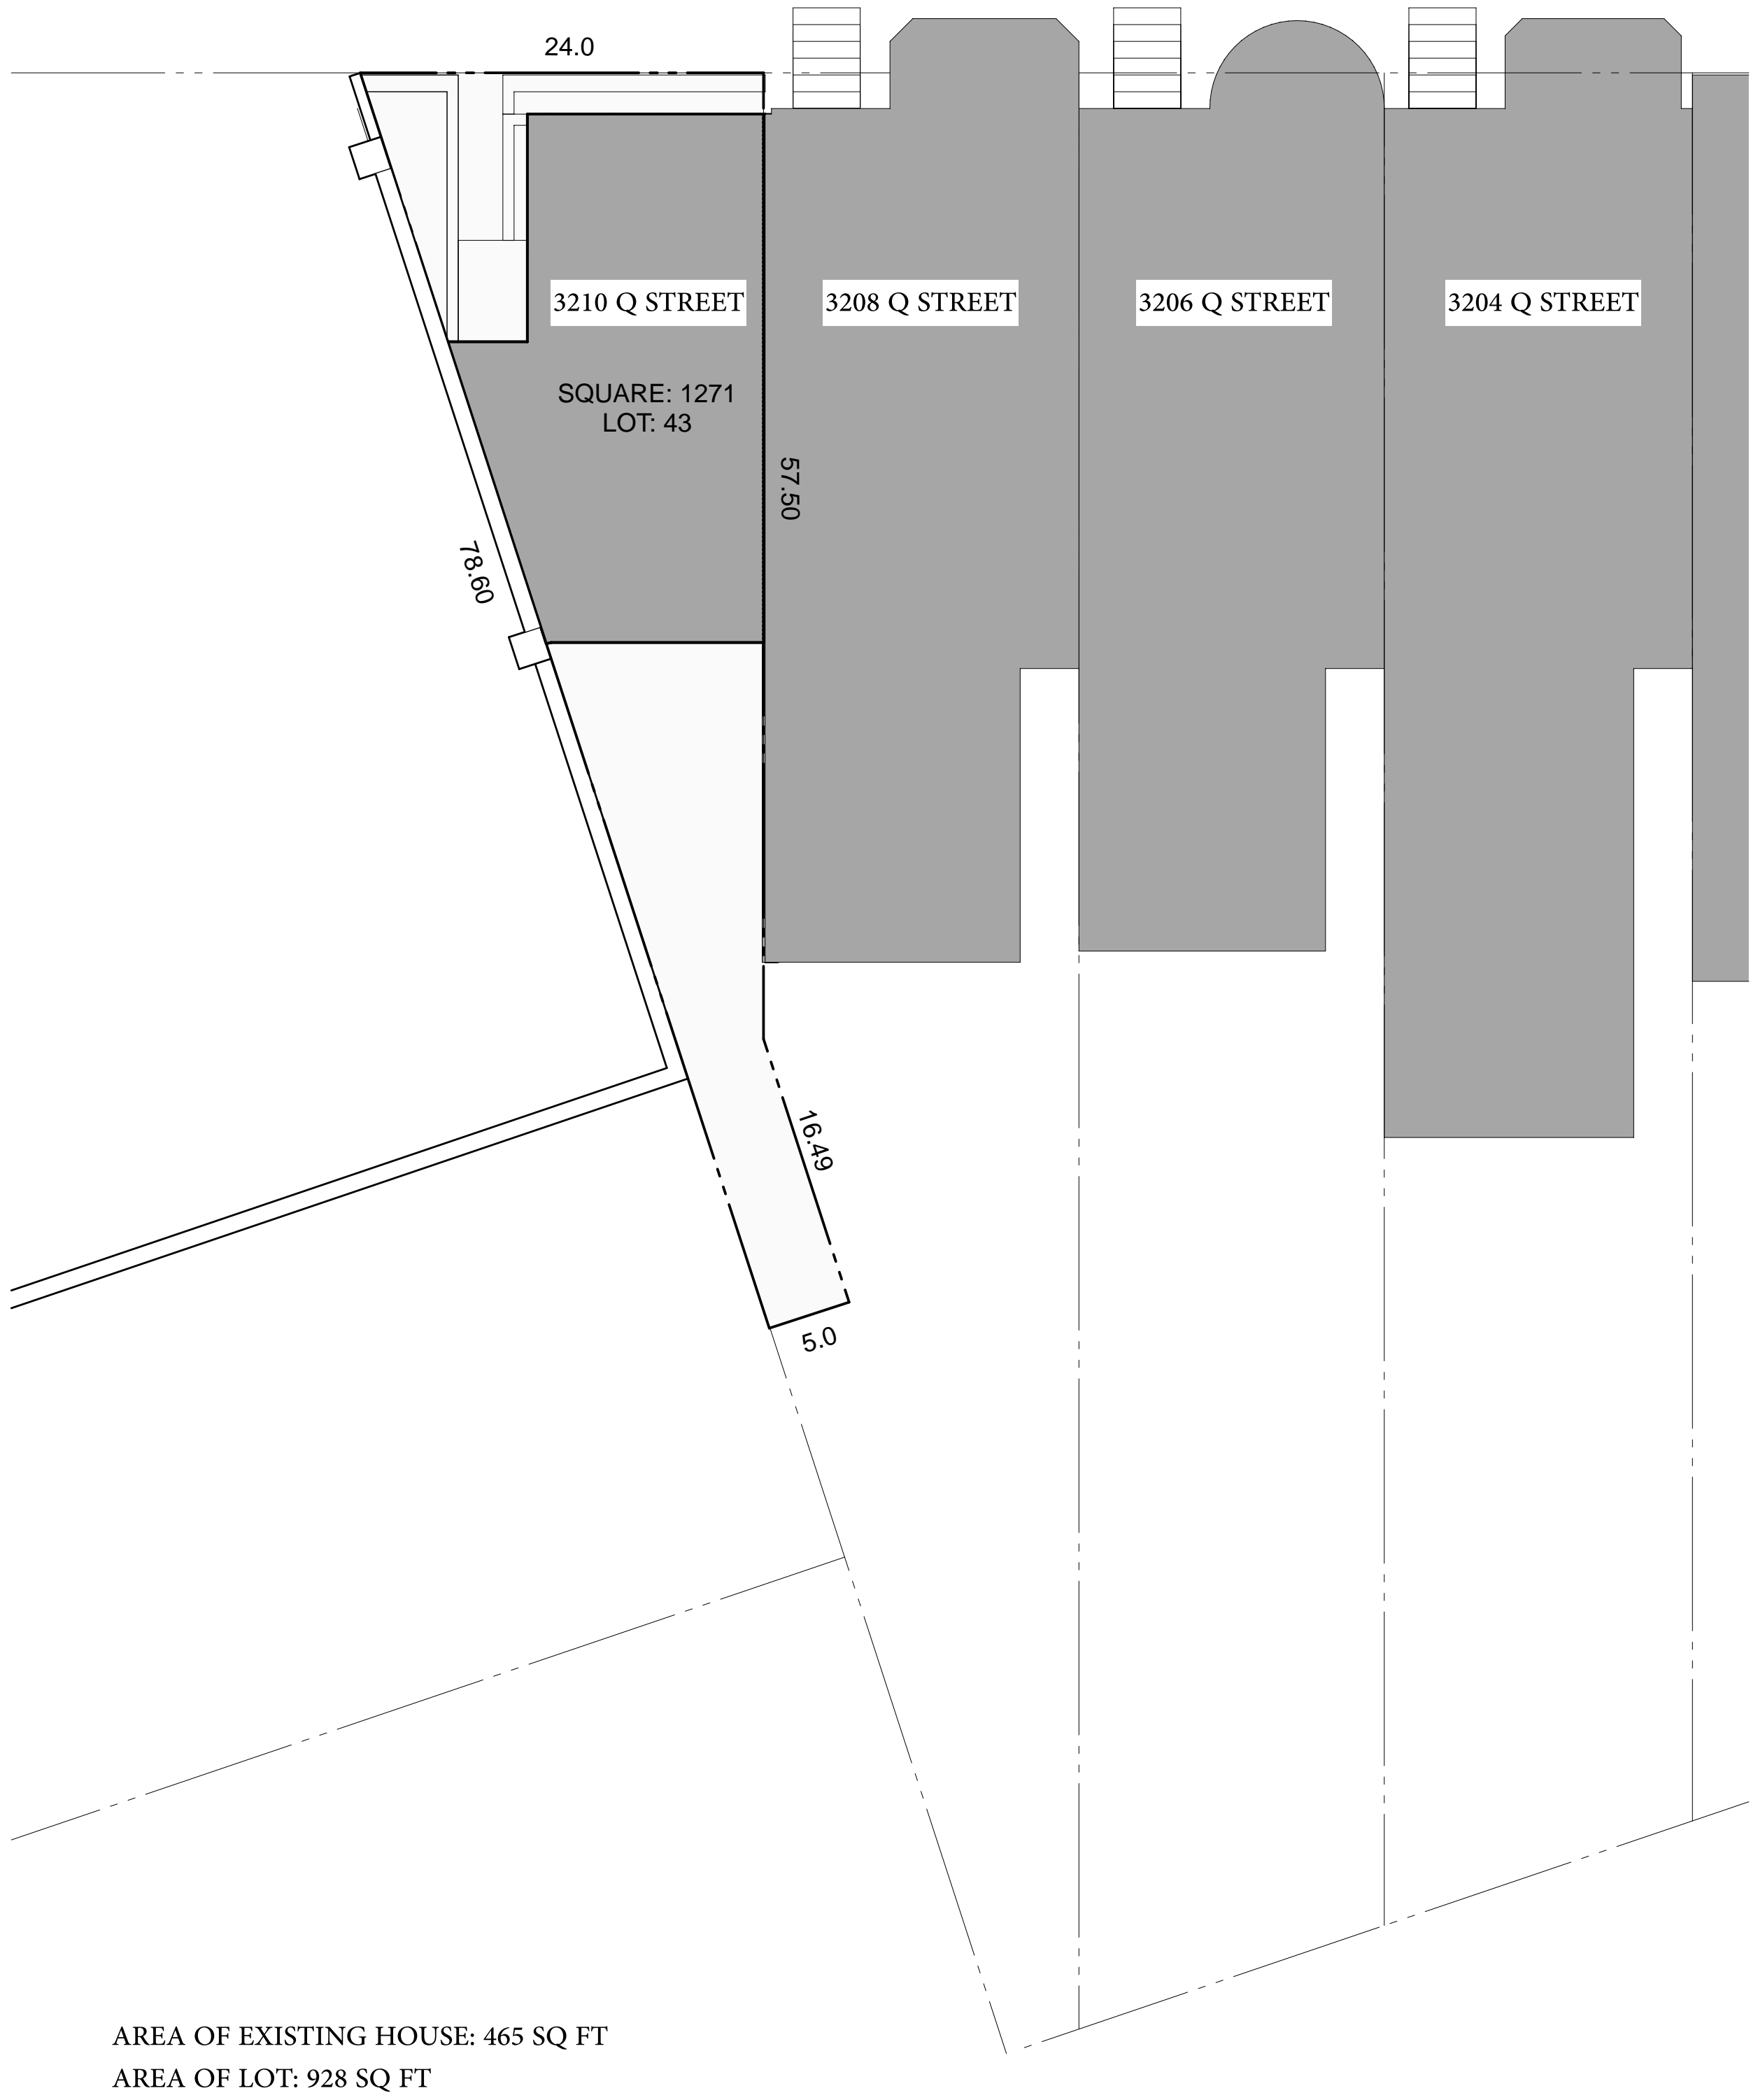 24.0
3210 Q STREET
3208 Q STREET
3206 Q STREET
3204 Q STREET
SQUARE: 1271
LOT: 43
57.50
78.60
16.49
5.0
AREA OF EXISTING HOUSE: 465 SQ FT
AREA OF LOT: 928 SQ FT